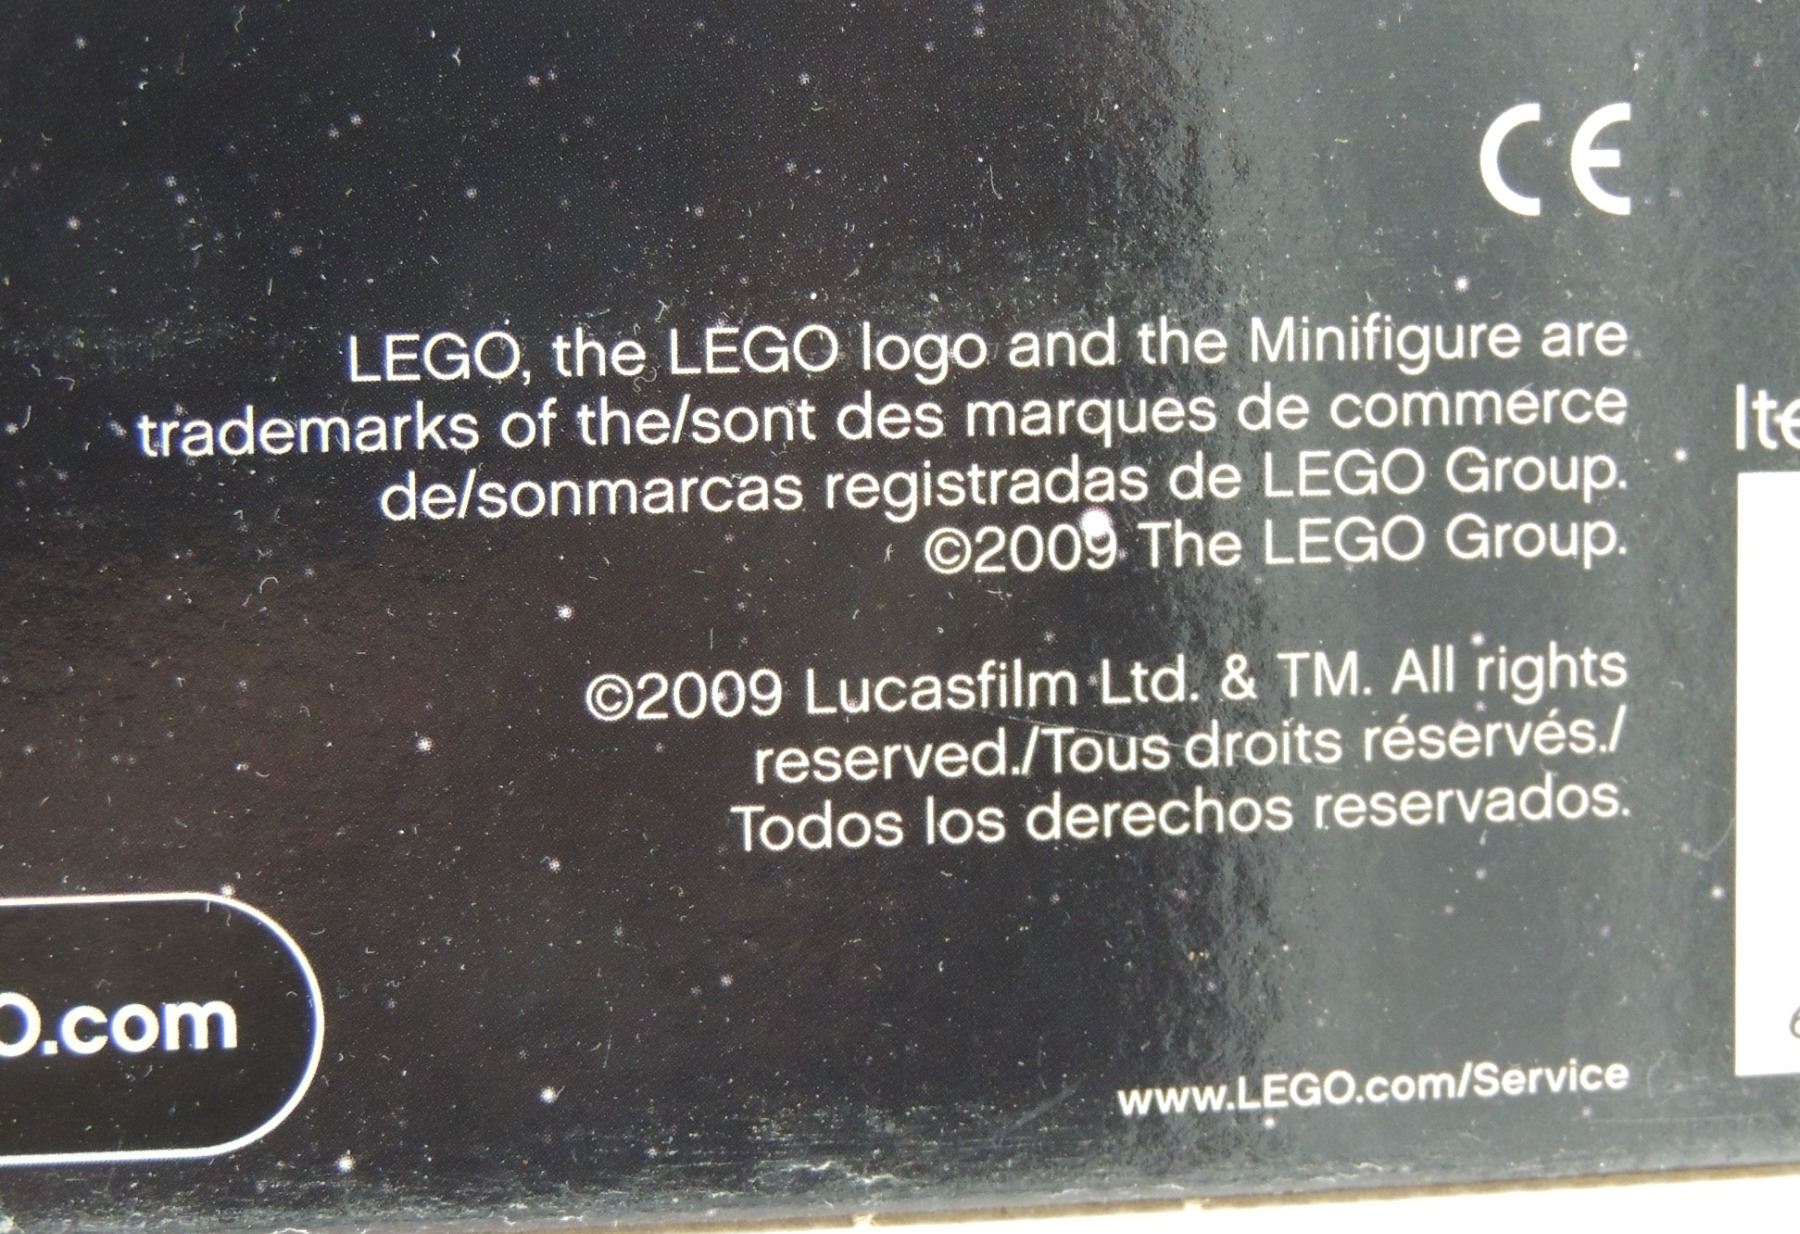 CE
LEGO, the LEGO logo and the Minifigure are
trademarks of the/sont des marques de commerce
de/sonmarcas registradas de LEGO Group.
©2009 The LEGO Group.
©2009 Lucasfilm Ltd. & TM. All rights
reserved./Tous droits réservés./
Todos los derechos reservados.
O.com
www.LEGO.com/Service
Ite